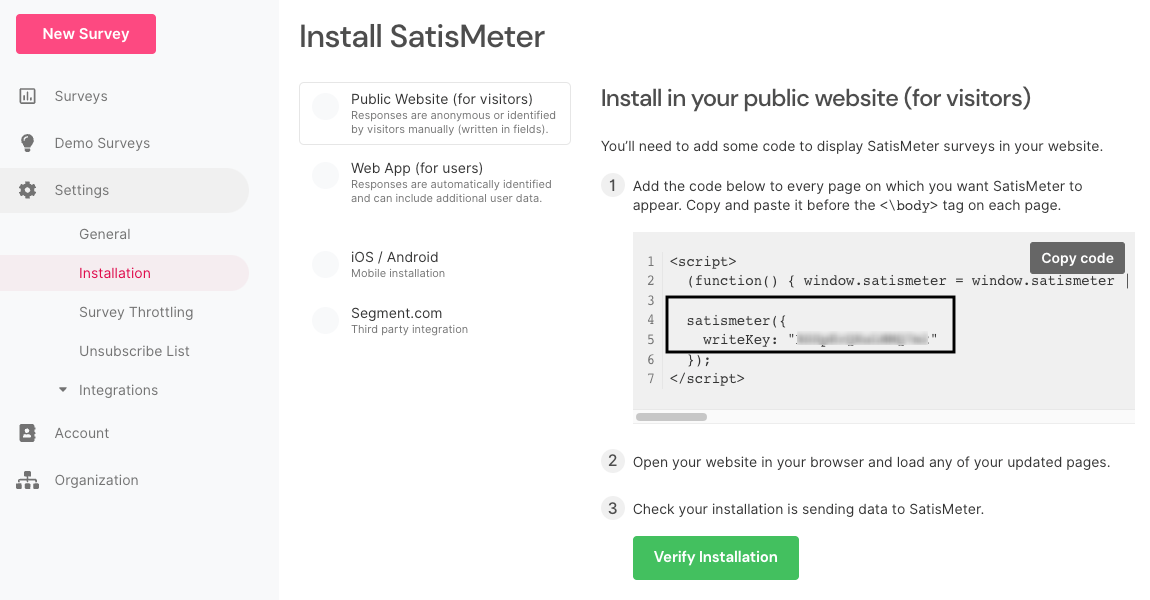 New Survey
Surveys
Demo Surveys
Settings
General
Installation
Survey Throttling
Unsubscribe List
Integrations
Account
Organization
Install SatisMeter
Public Website (for visitors)
Responses are anonymous or identified
by visitors manually (written in fields).
Web App (for users)
Responses are automatically identified
and can include additional user data.
iOS / Android
Mobile installation
Segment.com
Third party integration
Install in your public website (for visitors)
You'll need to add some code to display SatisMeter surveys in your website.
1 Add the code below to every page on which you want SatisMeter to
appear. Copy and paste it before the <\body> tag on each page.
Copy code
1 <script>
2 (function() { window.satismeter = window.satismeter |
3
4 satismeter({
5 writeKey: " "
6 });
7 </script>
2 Open your website in your browser and load any of your updated pages.
3 Check your installation is sending data to SatisMeter.
Verify Installation